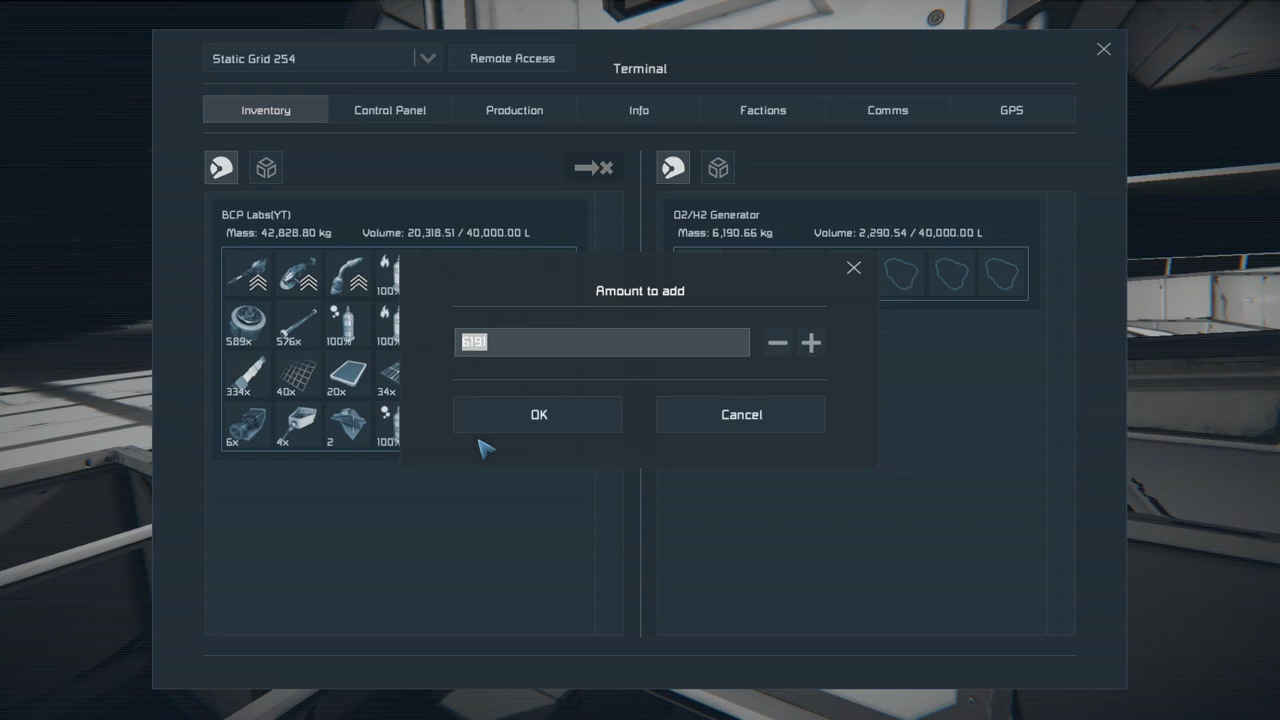 Static Grid 254
Remote Access
Terminal
Inventory
Control Panel
Production
Info
Factions
Comms
GPS
BCP Labs(YT)
Mass: 42,828.80 kg Volume: 20,318.51 / 40,000.00 L
O2/H2 Generator
Mass: 6,190.66 kg Volume: 2,290.54 / 40,000.00 L
100%
589x 576x 100% 100%
334x 40x 20x 34x
6x 4x 2 100%
Amount to add
6191
OK
Cancel